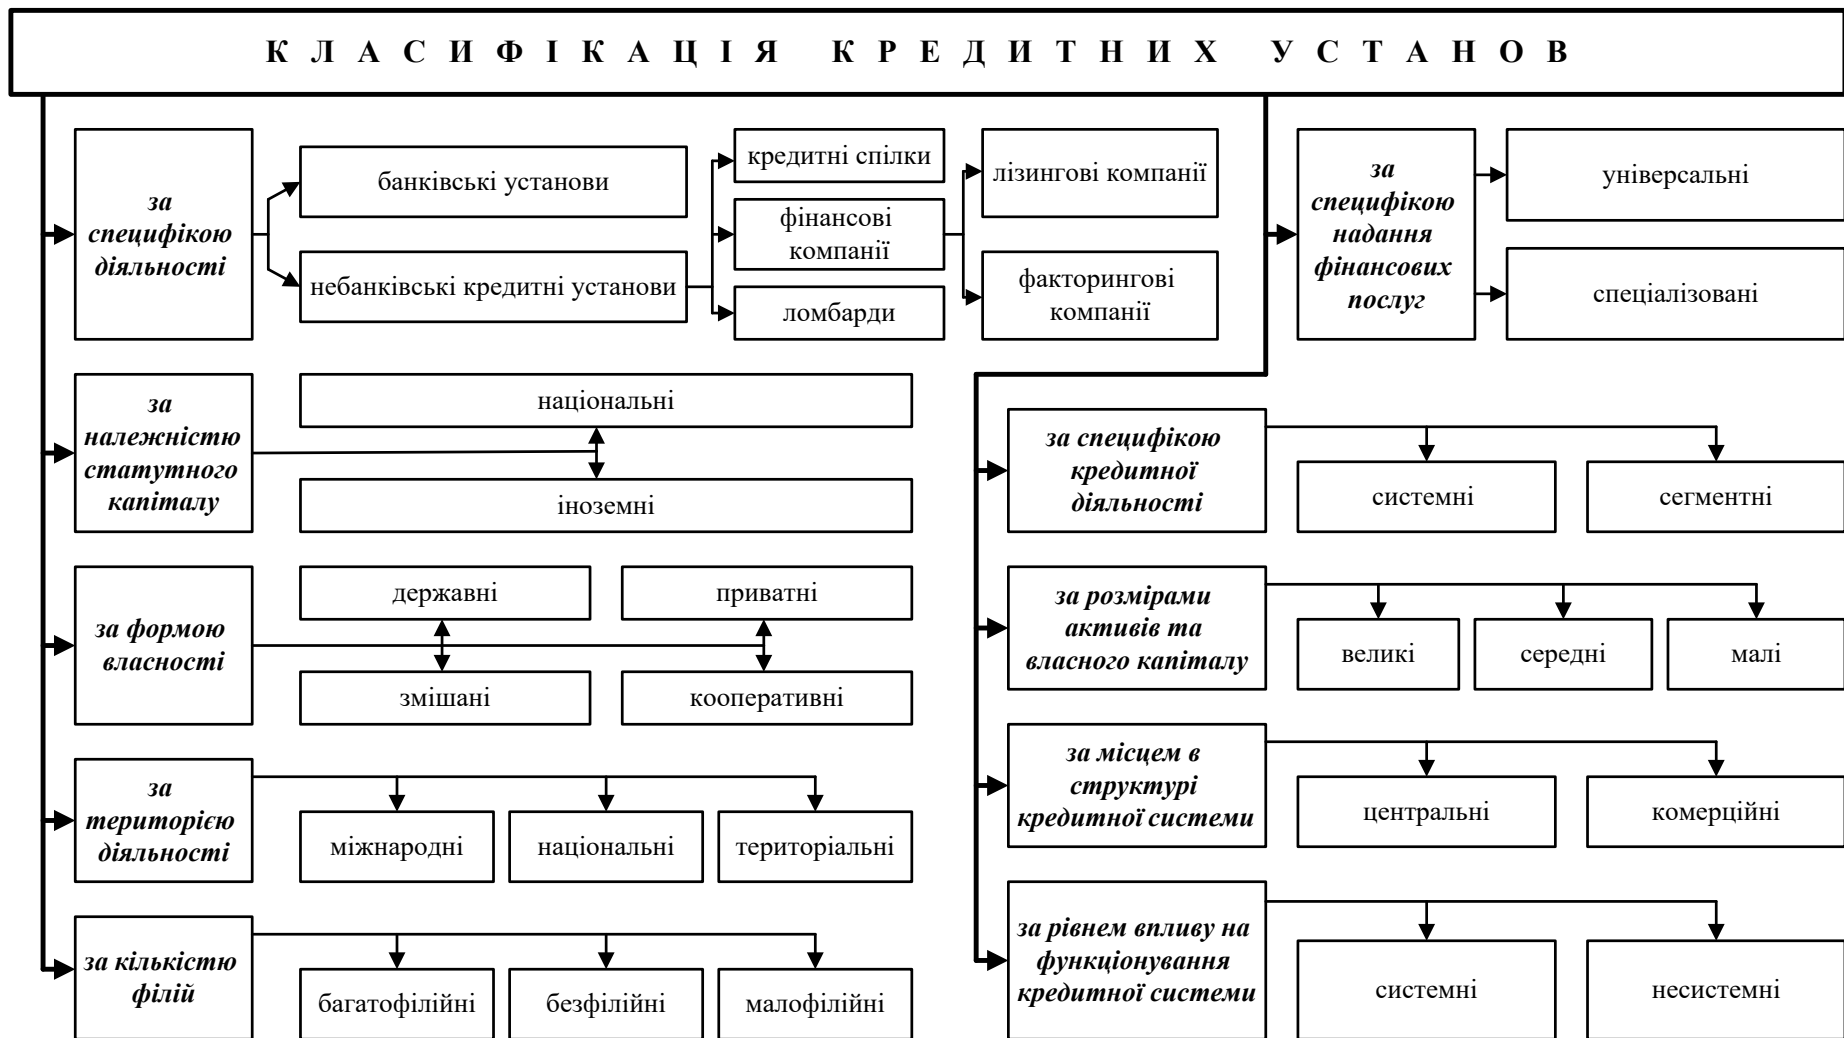 КЛАСИФІКАЦІЯ КРЕДИТНИХ УСТАНОВ
за
специфікою
діяльності
банківські установи
небанківські кредитні установи
кредитні спілки
фінансові
компанії
ломбарди
лізингові компанії
факторингові
компанії
за
специфікою
надання
фінансових
послуг
універсальні
спеціалізовані
за
належністю
статутного
капіталу
національні
іноземні
за формою
власності
державні
приватні
змішані
кооперативні
за
територією
діяльності
міжнародні
національні
територіальні
за кількістю
філій
багатофілійні
безфілійні
малофілійні
за специфікою
кредитної
діяльності
системні
сегментні
за розмірами
активів та
власного капіталу
великі
середні
малі
за місцем в
структурі
кредитної системи
центральні
комерційні
за рівнем впливу на
функціонування
кредитної системи
системні
несистемні